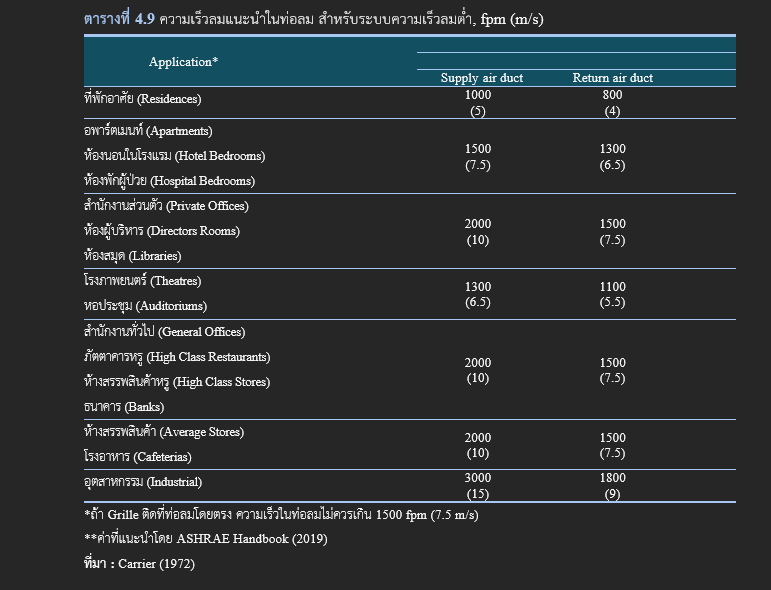 ตารางที่ 4.9 ความเร็วลมแนะนำในท่อลม สำหรับระบบความเร็วลมต่ำ, fpm (m/s)
Application*
Supply air duct Return air duct
ที่พักอาศัย (Residences) 1000 800
(5) (4)
อพาร์ตเมนท์ (Apartments)
ห้องนอนในโรงแรม (Hotel Bedrooms) 1500 1300
(7.5) (6.5)
ห้องพักผู้ป่วย (Hospital Bedrooms)
สำนักงานส่วนตัว (Private Offices)
ห้องผู้บริหาร (Directors Rooms) 2000 1500
(10) (7.5)
ห้องสมุด (Libraries)
โรงภาพยนตร์ (Theatres) 1300 1100
(6.5) (5.5)
หอประชุม (Auditoriums)
สำนักงานทั่วไป (General Offices)
ภัตตาคารหรู (High Class Restaurants) 2000 1500
(10) (7.5)
ห้างสรรพสินค้าหรู (High Class Stores)
ธนาคาร (Banks)
ห้างสรรพสินค้า (Average Stores) 2000 1500
(10) (7.5)
โรงอาหาร (Cafeterias)
อุตสาหกรรม (Industrial) 3000 1800
(15) (9)
*ถ้า Grille ติดที่ท่อลมโดยตรง ความเร็วในท่อลมไม่ควรเกิน 1500 fpm (7.5 m/s)
**ค่าที่แนะนำโดย ASHRAE Handbook (2019)
ที่มา : Carrier (1972)